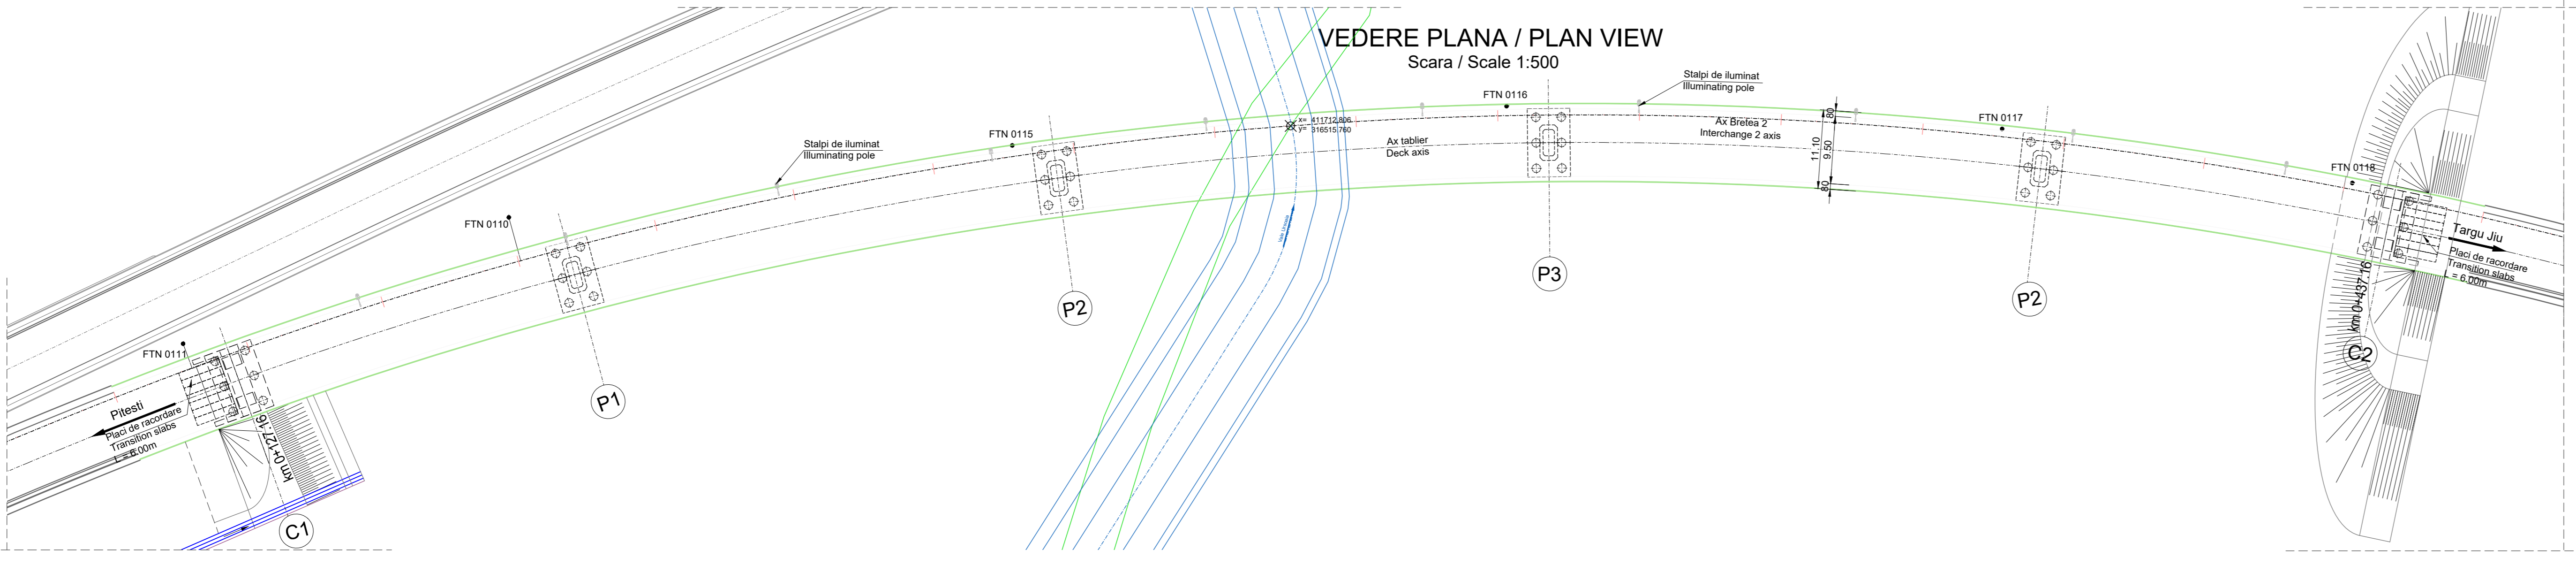 VEDERE PLANA / PLAN VIEW
Scara / Scale 1:500
Stalpi de iluminat
Illuminating pole
FTN 0116
x= 411712.806
y= 316515.760
FTN 0117
Ax Bretea 2
Interchange 2 axis
80
11.10
9.50
80
FTN 0115
Stalpi de iluminat
Illuminating pole
Ax tablier
Deck axis
FTN 0118
FTN 0110
Targu Jiu
Placi de racordare
Transition slabs
L = 6.00m
P3
P2
P2
km 0+437.16
C2
FTN 0111
P1
Pitesti
Placi de racordare
Transition slabs
L = 6.00m
km 0+127.16
C1